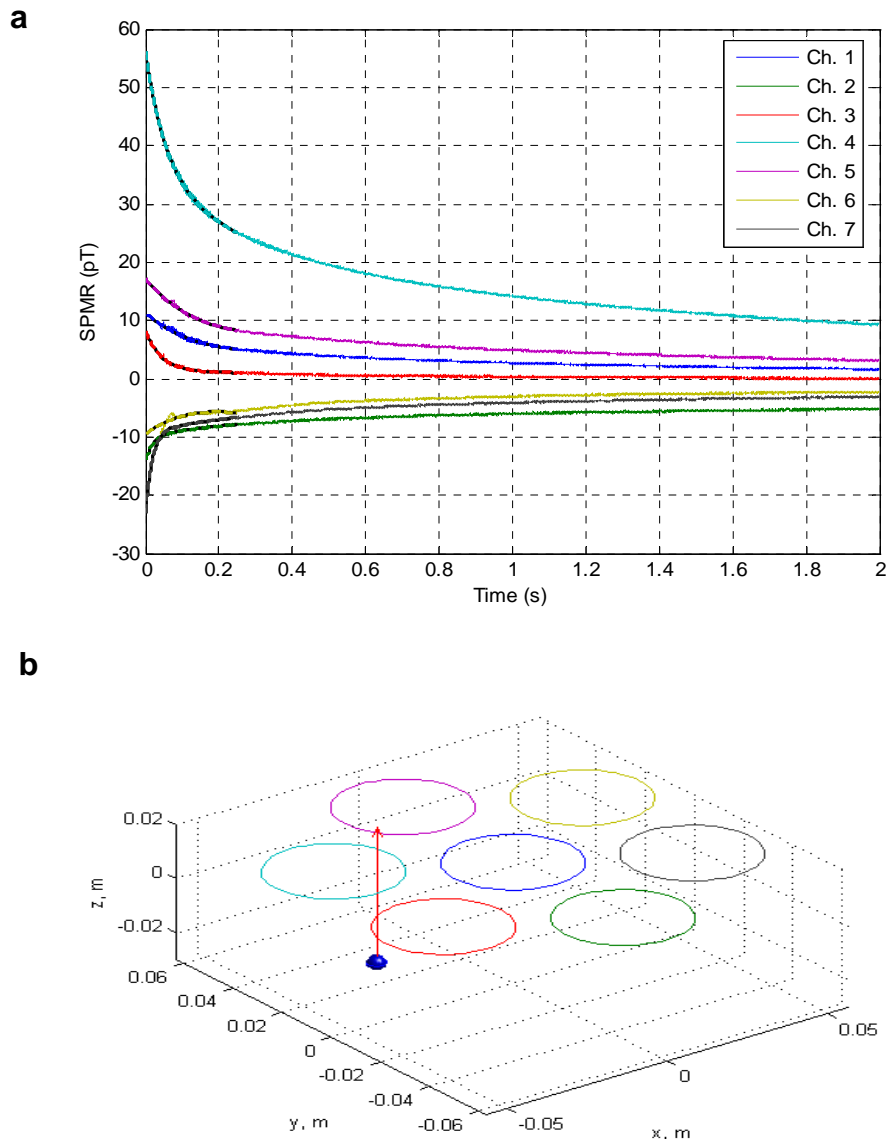 a
60
50
40
30
20
10
0
-10
-20
-30
SPMR (pT)
0 0.2 0.4 0.6 0.8 1 1.2 1.4 1.6 1.8 2
Time (s)
Ch. 1
Ch. 2
Ch. 3
Ch. 4
Ch. 5
Ch. 6
Ch. 7
b
0.02
0
-0.02
z, m
0.06
0.04
0.02
0
-0.02
-0.04
-0.06
y, m
-0.05
0
0.05
x, m